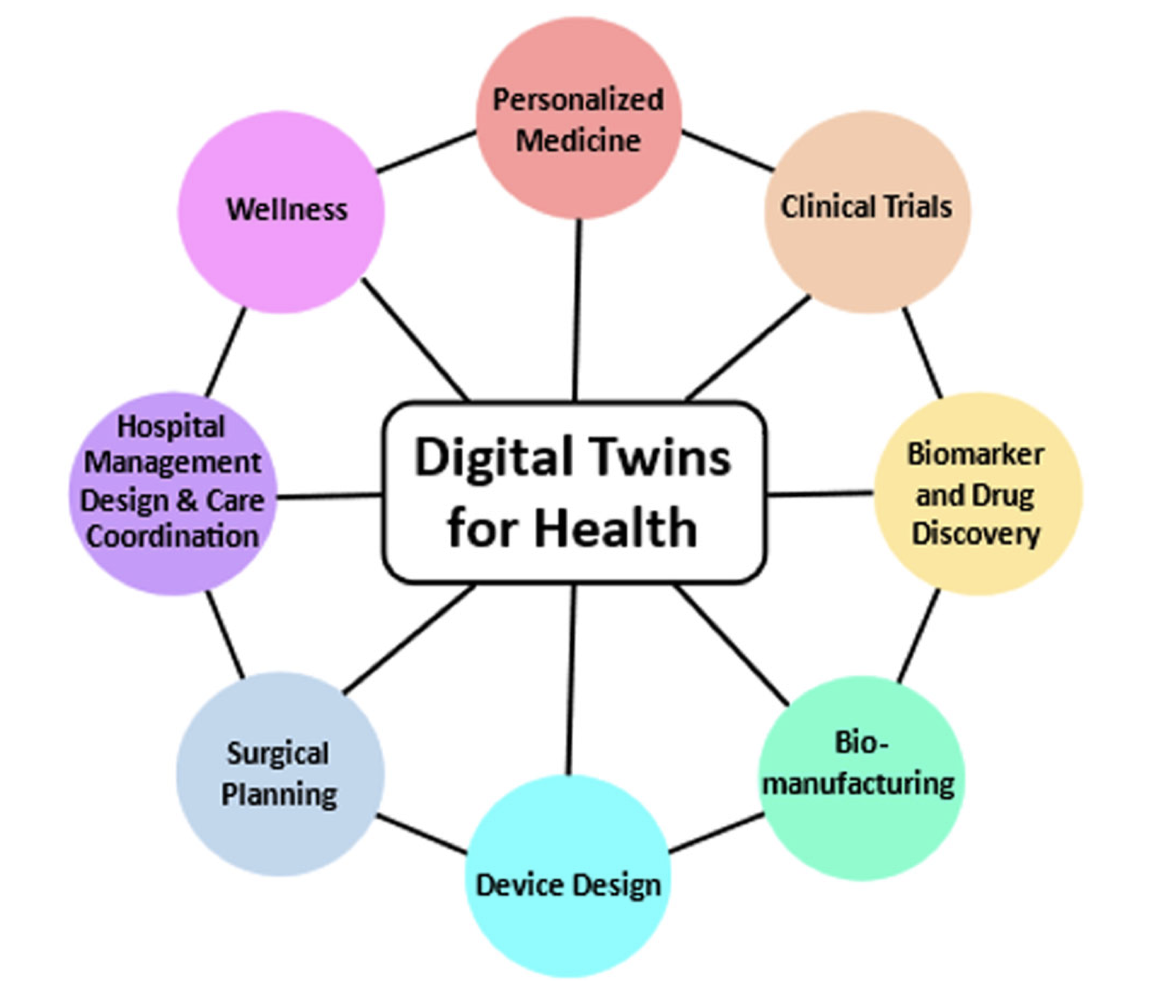 Personalized
Medicine
Wellness
Clinical Trials
Hospital
Management
Design & Care
Coordination
Digital Twins
for Health
Biomarker
and Drug
Discovery
Surgical
Planning
Bio-
manufacturing
Device Design